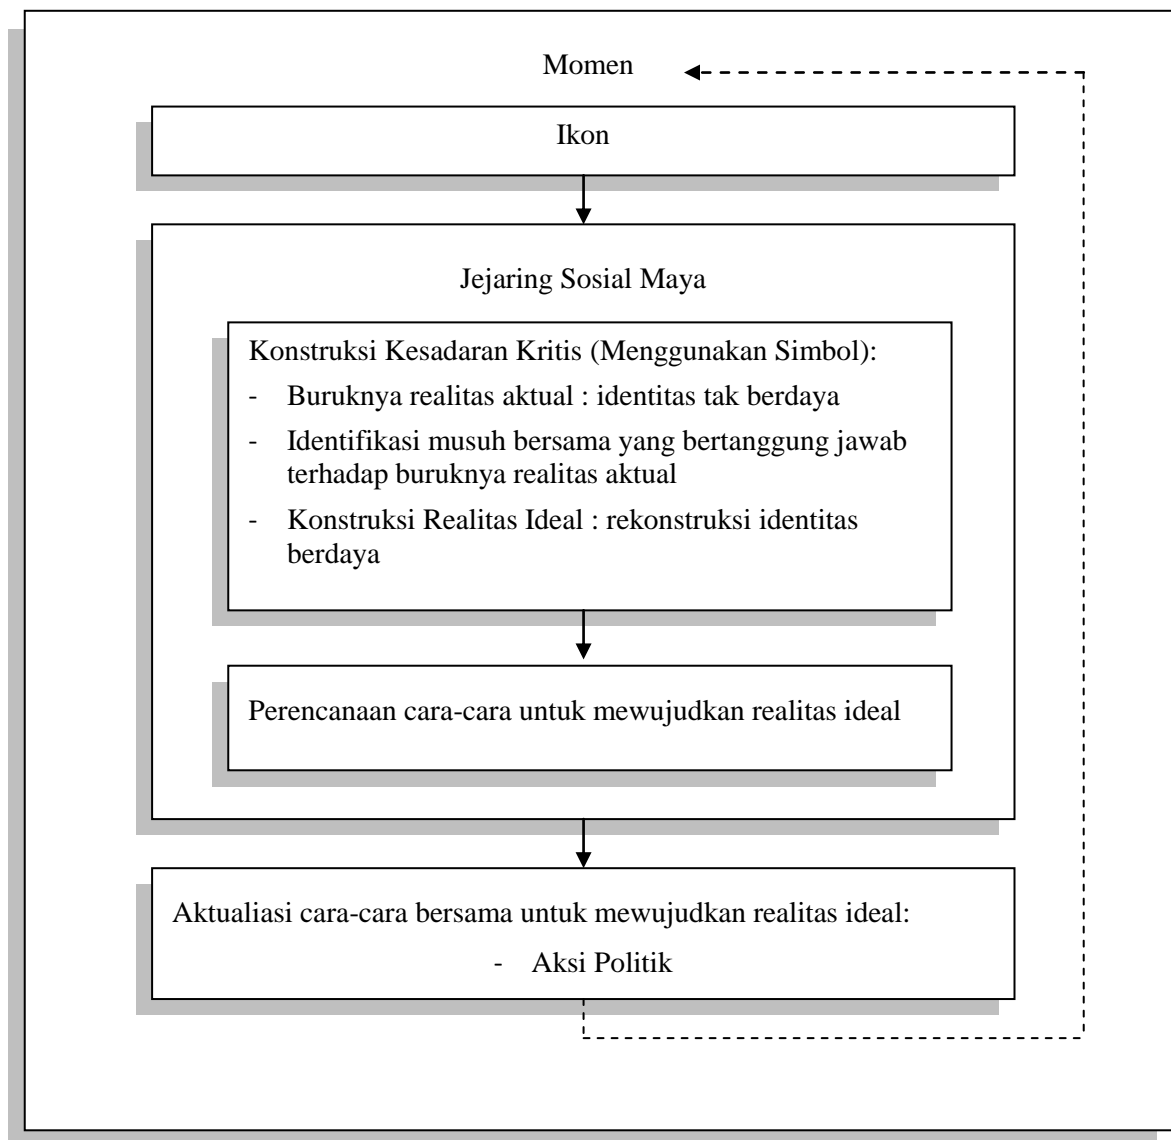 Momen
Ikon
Jejaring Sosial Maya
Konstruksi Kesadaran Kritis (Menggunakan Simbol):
- Buruknya realitas aktual : identitas tak berdaya
- Identifikasi musuh bersama yang bertanggung jawab
terhadap buruknya realitas aktual
- Konstruksi Realitas Ideal : rekonstruksi identitas
berdaya
Perencanaan cara-cara untuk mewujudkan realitas ideal
Aktualiasi cara-cara bersama untuk mewujudkan realitas ideal:
- Aksi Politik